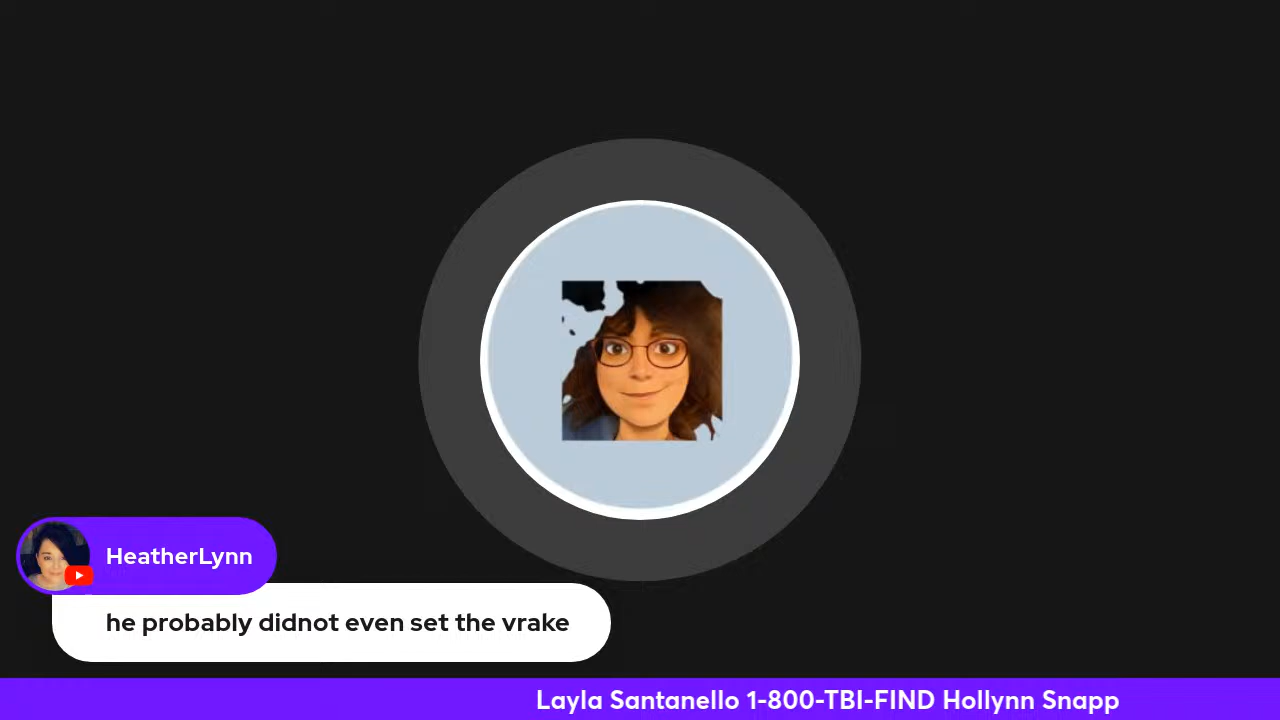 HeatherLynn
he probably didnot even set the vrake
Layla Santanello 1-800-TBI-FIND Hollynn Snapp